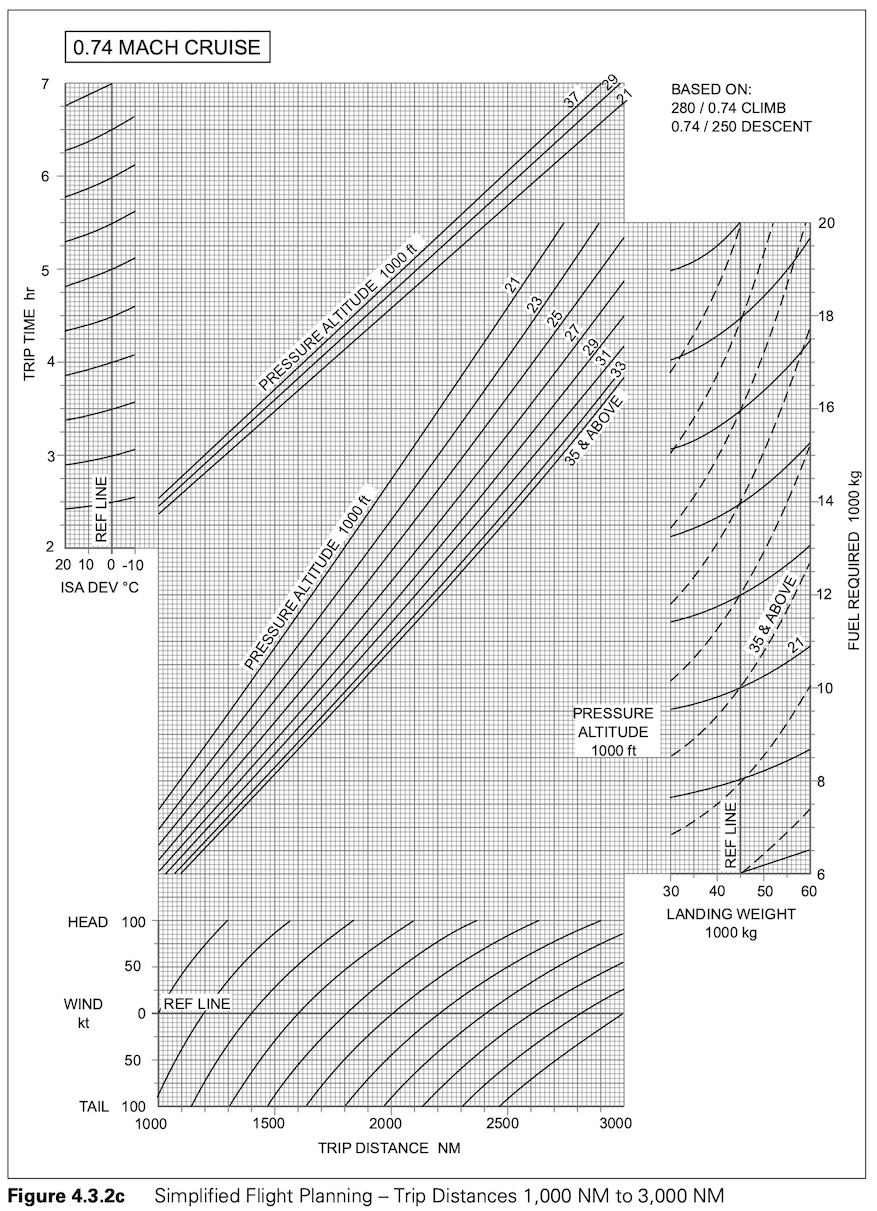 0.74 MACH CRUISE
BASED ON:
280 / 0.74 CLIMB
0.74 / 250 DESCENT
7
6
5
4
3
2
TRIP TIME hr
REF LINE
20 10 0 -10
ISA DEV °C
37
29
21
PRESSURE ALTITUDE 1000 ft
21
23
25
27
29
31
33
35 & ABOVE
PRESSURE ALTITUDE 1000 ft
20
18
16
14
12
10
8
6
FUEL REQUIRED 1000 kg
35 & ABOVE
21
PRESSURE
ALTITUDE
1000 ft
REF LINE
30 40 50 60
LANDING WEIGHT
1000 kg
HEAD 100
50
WIND 0
kt
50
TAIL 100
REF LINE
1000 1500 2000 2500 3000
TRIP DISTANCE NM
Figure 4.3.2c Simplified Flight Planning – Trip Distances 1,000 NM to 3,000 NM